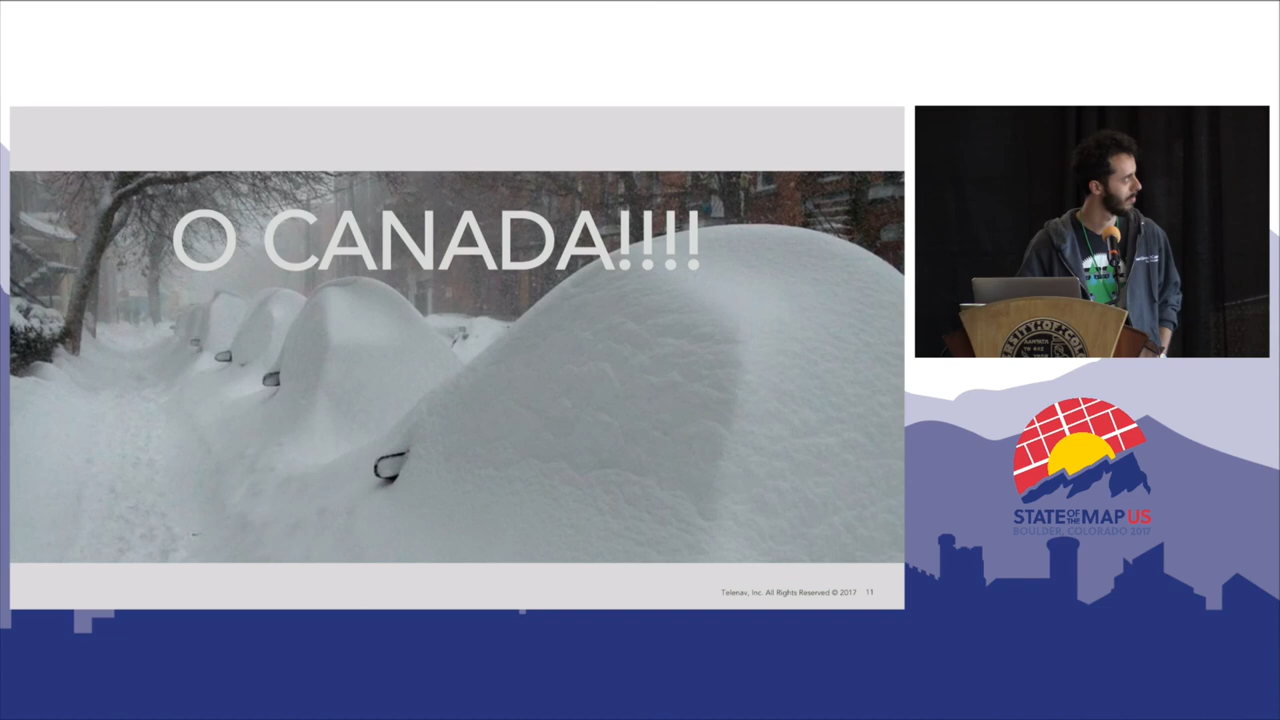 O CANADA!!!!
Telenav, Inc. All Rights Reserved © 2017 11
STATE OF THE MAP US
BOULDER, COLORADO 2017